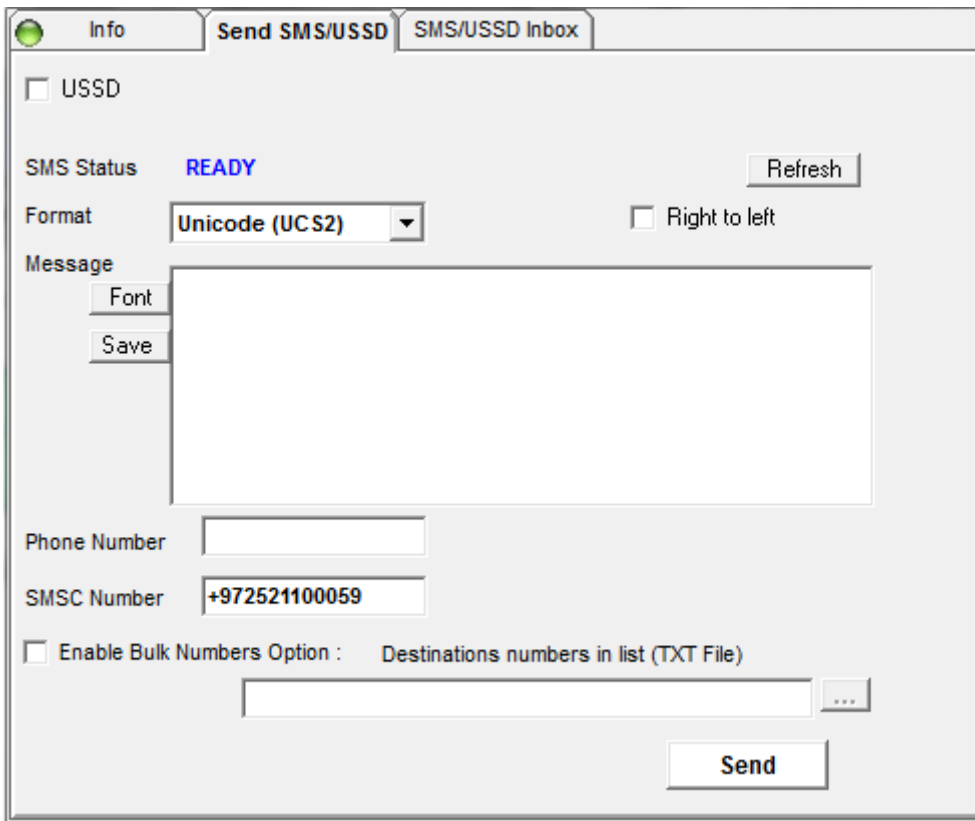 Info Send SMS/USSD SMS/USSD Inbox
USSD
SMS Status READY Refresh
Format Unicode (UCS2) Right to left
Message
Font
Save
Phone Number
SMSC Number +972521100059
Enable Bulk Numbers Option : Destinations numbers in list (TXT File)
...
Send